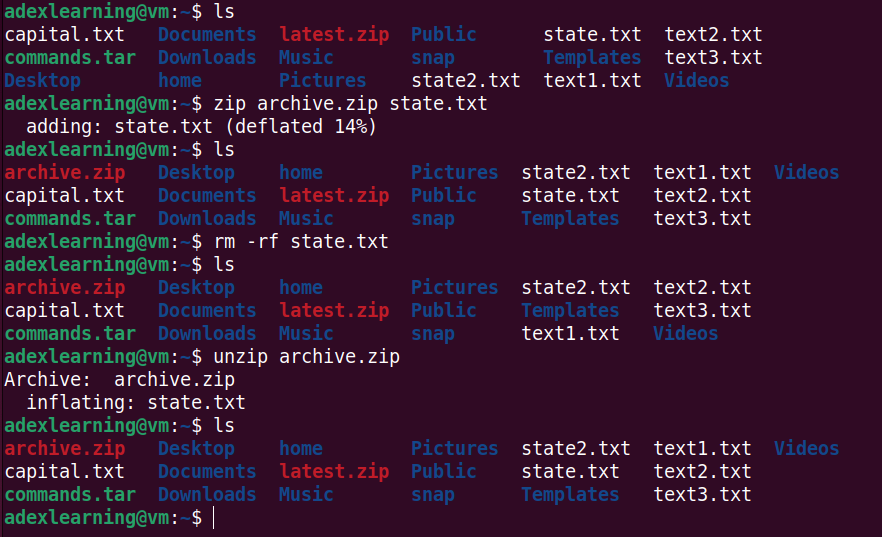 adexlearning@vm:~$ ls
capital.txt Documents latest.zip Public state.txt text2.txt
commands.tar Downloads Music snap Templates text3.txt
Desktop home Pictures state2.txt text1.txt Videos
adexlearning@vm:~$ zip archive.zip state.txt
adding: state.txt (deflated 14%)
adexlearning@vm:~$ ls
archive.zip Desktop home Pictures state2.txt text1.txt Videos
capital.txt Documents latest.zip Public state.txt text2.txt
commands.tar Downloads Music snap Templates text3.txt
adexlearning@vm:~$ rm -rf state.txt
adexlearning@vm:~$ ls
archive.zip Desktop home Pictures state2.txt text2.txt
capital.txt Documents latest.zip Public Templates text3.txt
commands.tar Downloads Music snap text1.txt Videos
adexlearning@vm:~$ unzip archive.zip
Archive: archive.zip
inflating: state.txt
adexlearning@vm:~$ ls
archive.zip Desktop home Pictures state2.txt text1.txt Videos
capital.txt Documents latest.zip Public state.txt text2.txt
commands.tar Downloads Music snap Templates text3.txt
adexlearning@vm:~$